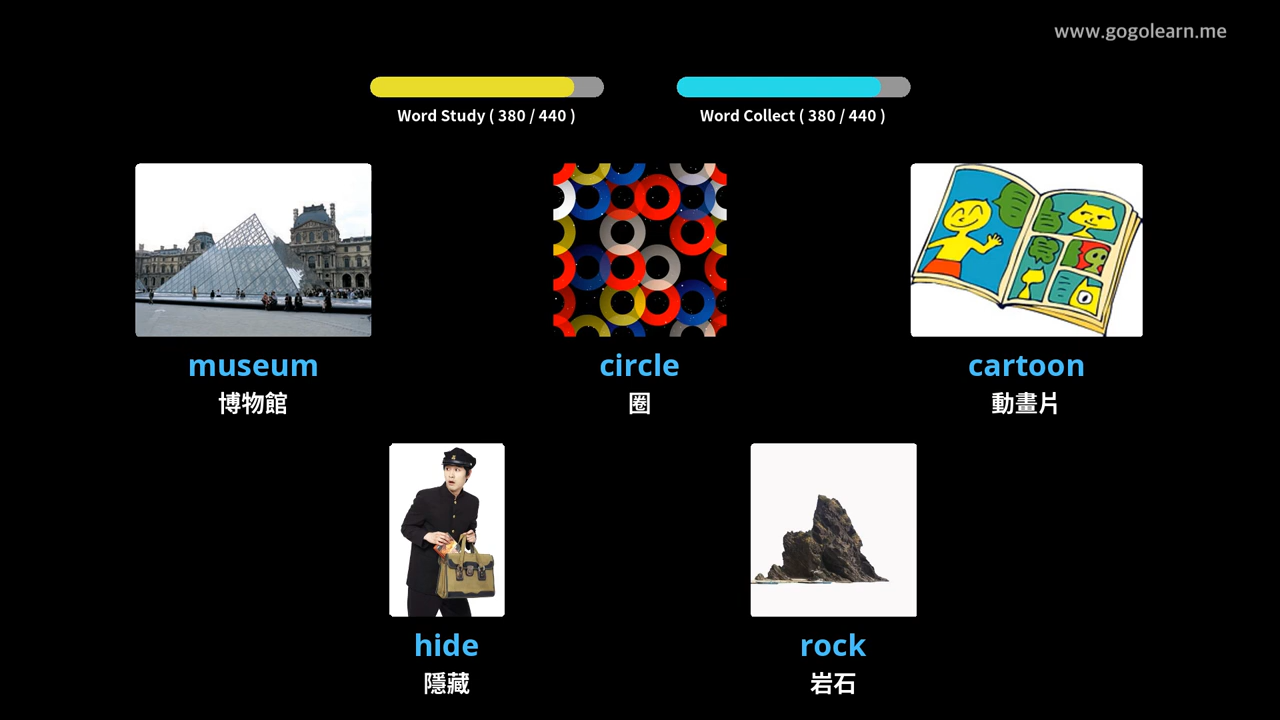 www.gogolearn.me
Word Study ( 380 / 440 )
Word Collect ( 380 / 440 )
museum
circle
cartoon
博物館
圈
動畫片
hide
rock
隱藏
岩石